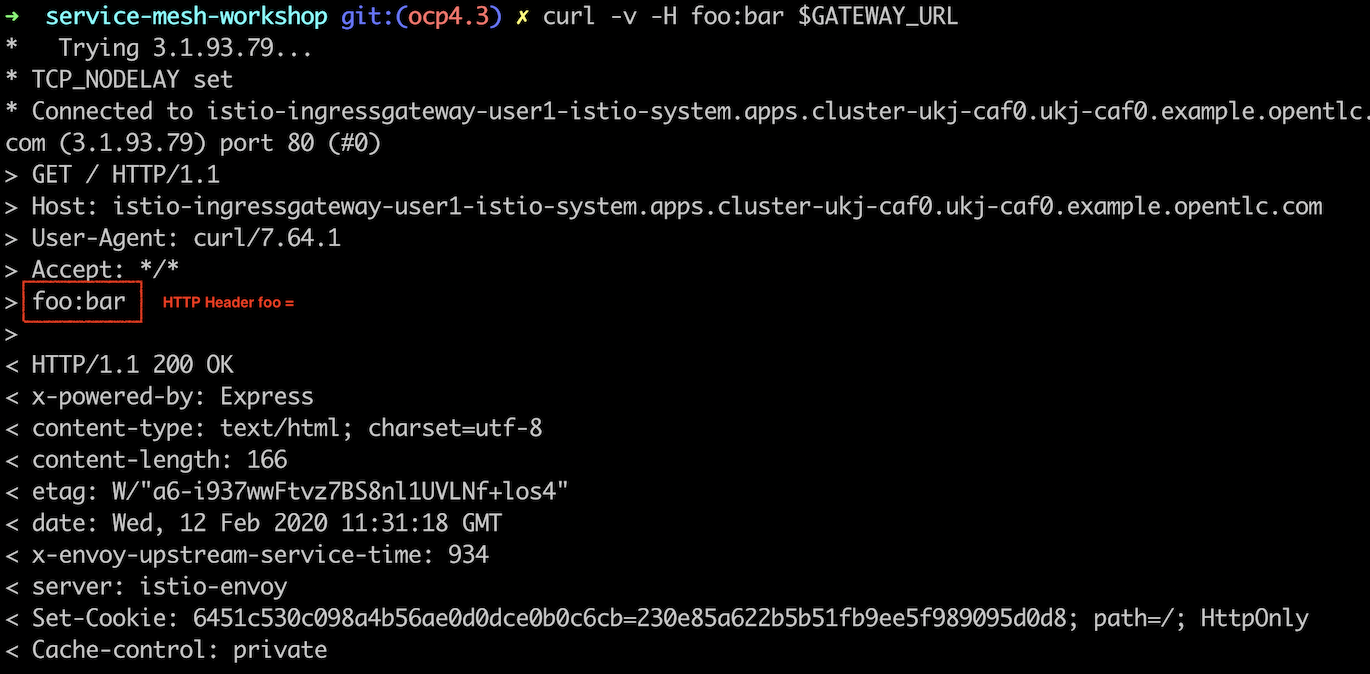 ➜  service-mesh-workshop git:(ocp4.3) ✗ curl -v -H foo:bar $GATEWAY_URL
*   Trying 3.1.93.79...
* TCP_NODELAY set
* Connected to istio-ingressgateway-user1-istio-system.apps.cluster-ukj-caf0.ukj-caf0.example.opentlc.
com (3.1.93.79) port 80 (#0)
> GET / HTTP/1.1
> Host: istio-ingressgateway-user1-istio-system.apps.cluster-ukj-caf0.ukj-caf0.example.opentlc.com
> User-Agent: curl/7.64.1
> Accept: */*
> foo:bar HTTP Header foo =
>
< HTTP/1.1 200 OK
< x-powered-by: Express
< content-type: text/html; charset=utf-8
< content-length: 166
< etag: W/"a6-i937wwFtvz7BS8nl1UVLNf+los4"
< date: Wed, 12 Feb 2020 11:31:18 GMT
< x-envoy-upstream-service-time: 934
< server: istio-envoy
< Set-Cookie: 6451c530c098a4b56ae0d0dce0b0c6cb=230e85a622b5b51fb9ee5f989095d0d8; path=/; HttpOnly
< Cache-control: private